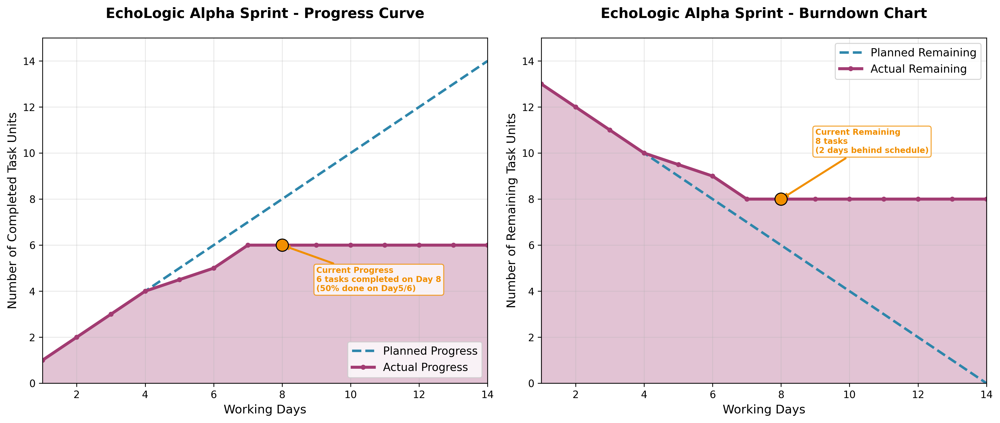 EchoLogic Alpha Sprint - Progress Curve
Number of Completed Task Units
14
12
10
8
6
4
2
0
Current Progress
6 tasks completed on Day 8
(50% done on Day5/6)
Planned Progress
Actual Progress
2 4 6 8 10 12 14
Working Days
EchoLogic Alpha Sprint - Burndown Chart
Number of Remaining Task Units
14
12
10
8
6
4
2
0
Planned Remaining
Actual Remaining
Current Remaining
8 tasks
(2 days behind schedule)
2 4 6 8 10 12 14
Working Days